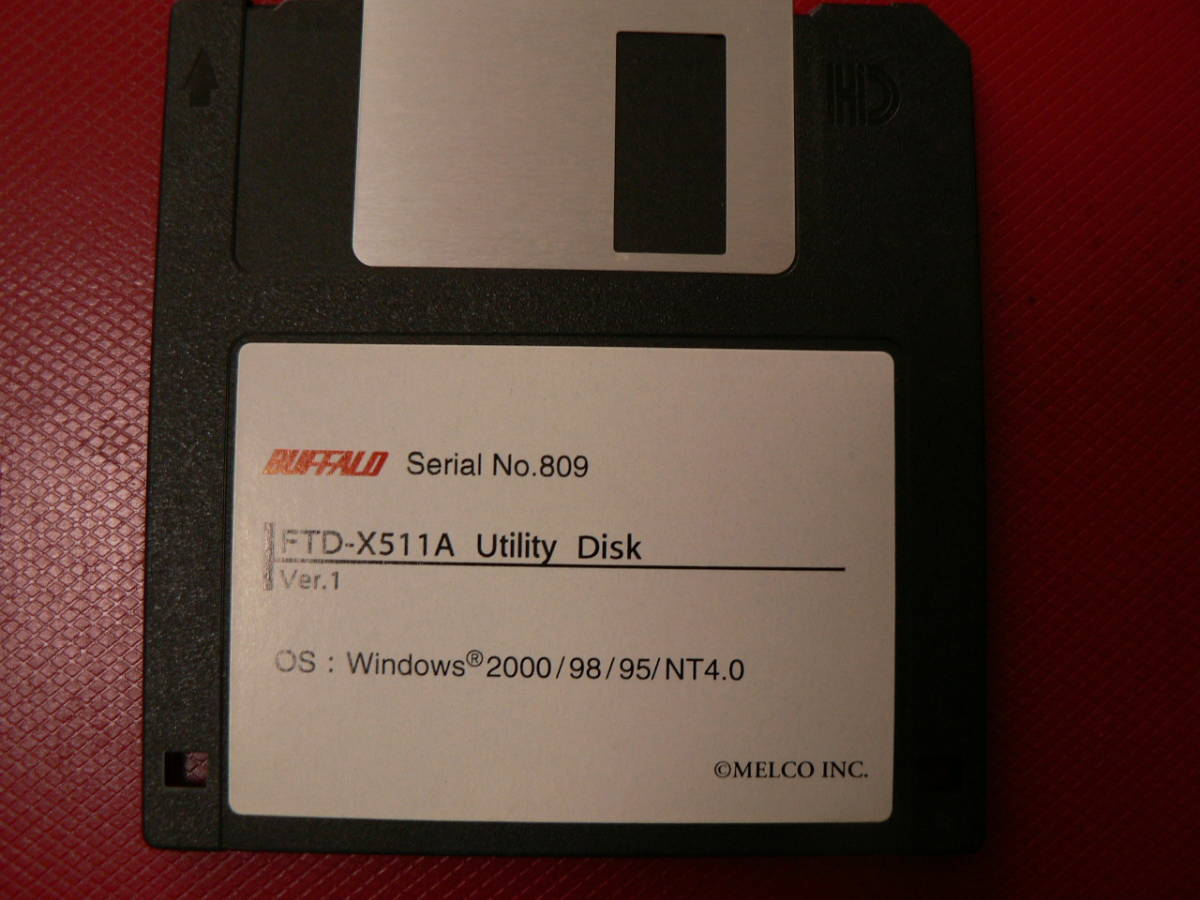 HD
BUFFALO Serial No.809
FTD-X511A Utility Disk
Ver.1
OS : Windows®2000/98/95/NT4.0
©MELCO INC.